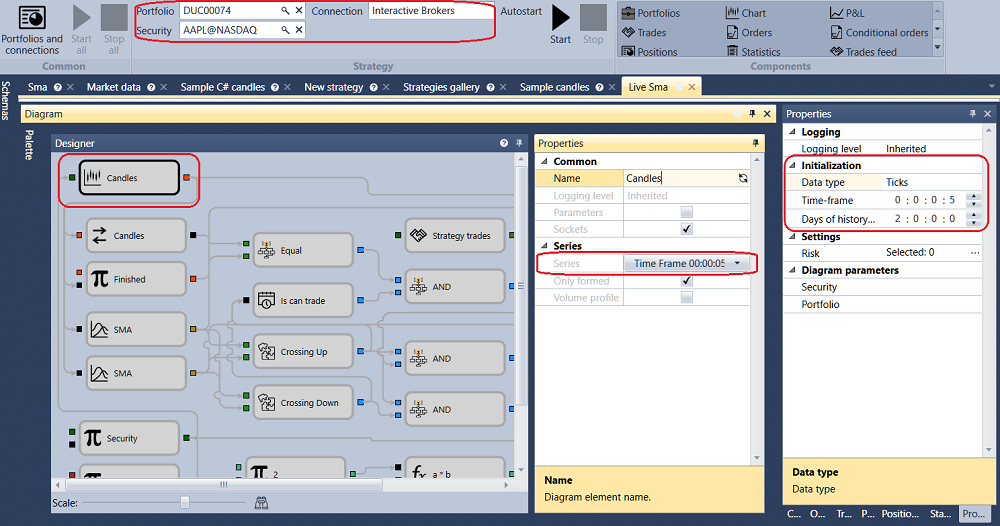 Portfolio DUC00074 Connection Interactive Brokers Autostart
Security AAPL@NASDAQ
Portfolios and connections
Start all
Stop all
Start
Stop
Portfolios Chart P&L
Trades Orders Conditional orders
Positions Statistics Trades feed
Common Strategy Components
Sma Market data Sample C# candles New strategy Strategies gallery Sample candles Live Sma
Schemas
Diagram
Palette
Designer
Candles
Candles
Finished
SMA
SMA
Security
Equal
Is can trade
Crossing Up
Crossing Down
2
Strategy trades
AND
AND
AND
a * b
Scale:
Properties
Common
Name Candles
Logging level Inherited
Parameters
Sockets
Series
Series Time Frame 00:00:05
Only formed
Volume profile
Name
Diagram element name.
Properties
Logging
Logging level Inherited
Initialization
Data type Ticks
Time-frame 0 : 0 : 0 : 5
Days of history... 2 : 0 : 0 : 0
Settings
Risk Selected: 0 ...
Diagram parameters
Security
Portfolio
Data type
Data type
C... O... Tr... P... Positio... Sta... Pro...